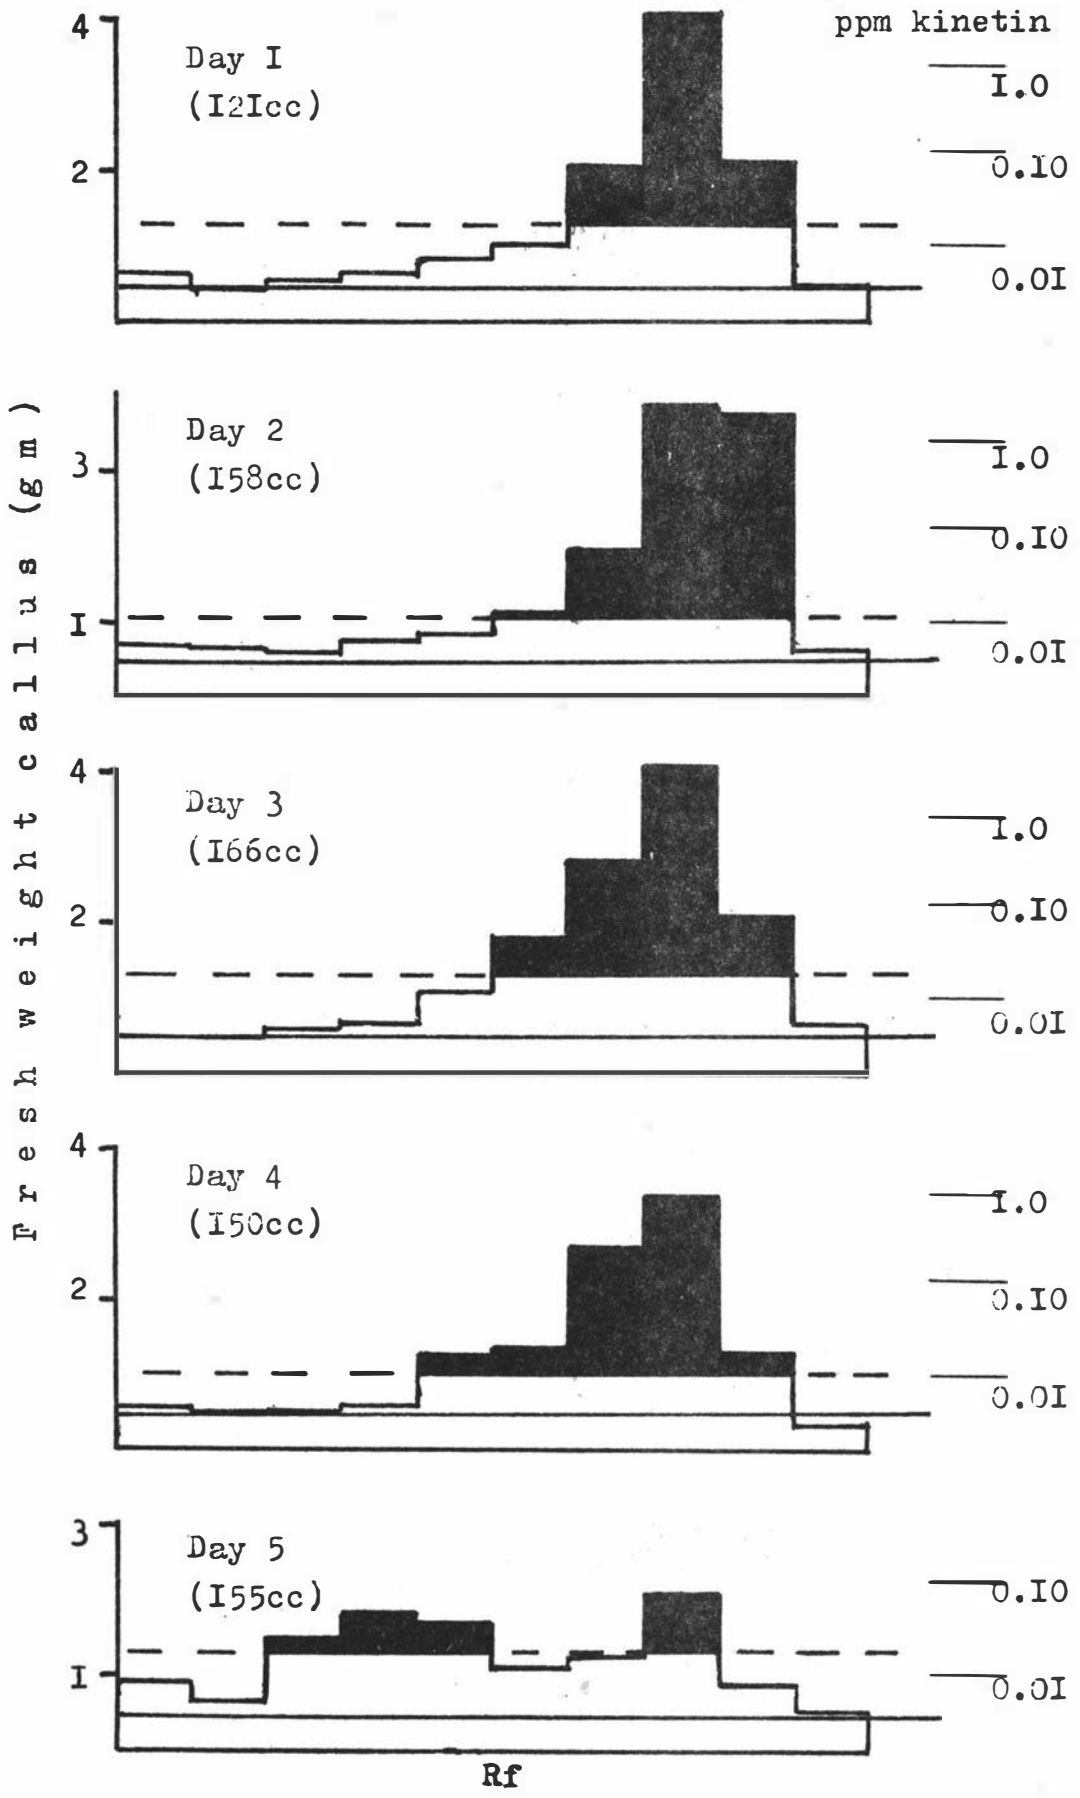 ppm kinetin
4
2
Day I
(I2Icc)
I.0
0.I0
0.0I
3
I
Day 2
(I58cc)
I.0
0.I0
0.0I
Fresh weight callus (gm)
4
2
Day 3
(I66cc)
I.0
0.I0
0.0I
4
2
Day 4
(I50cc)
I.0
0.I0
0.0I
3
I
Day 5
(I55cc)
0.I0
0.0I
Rf